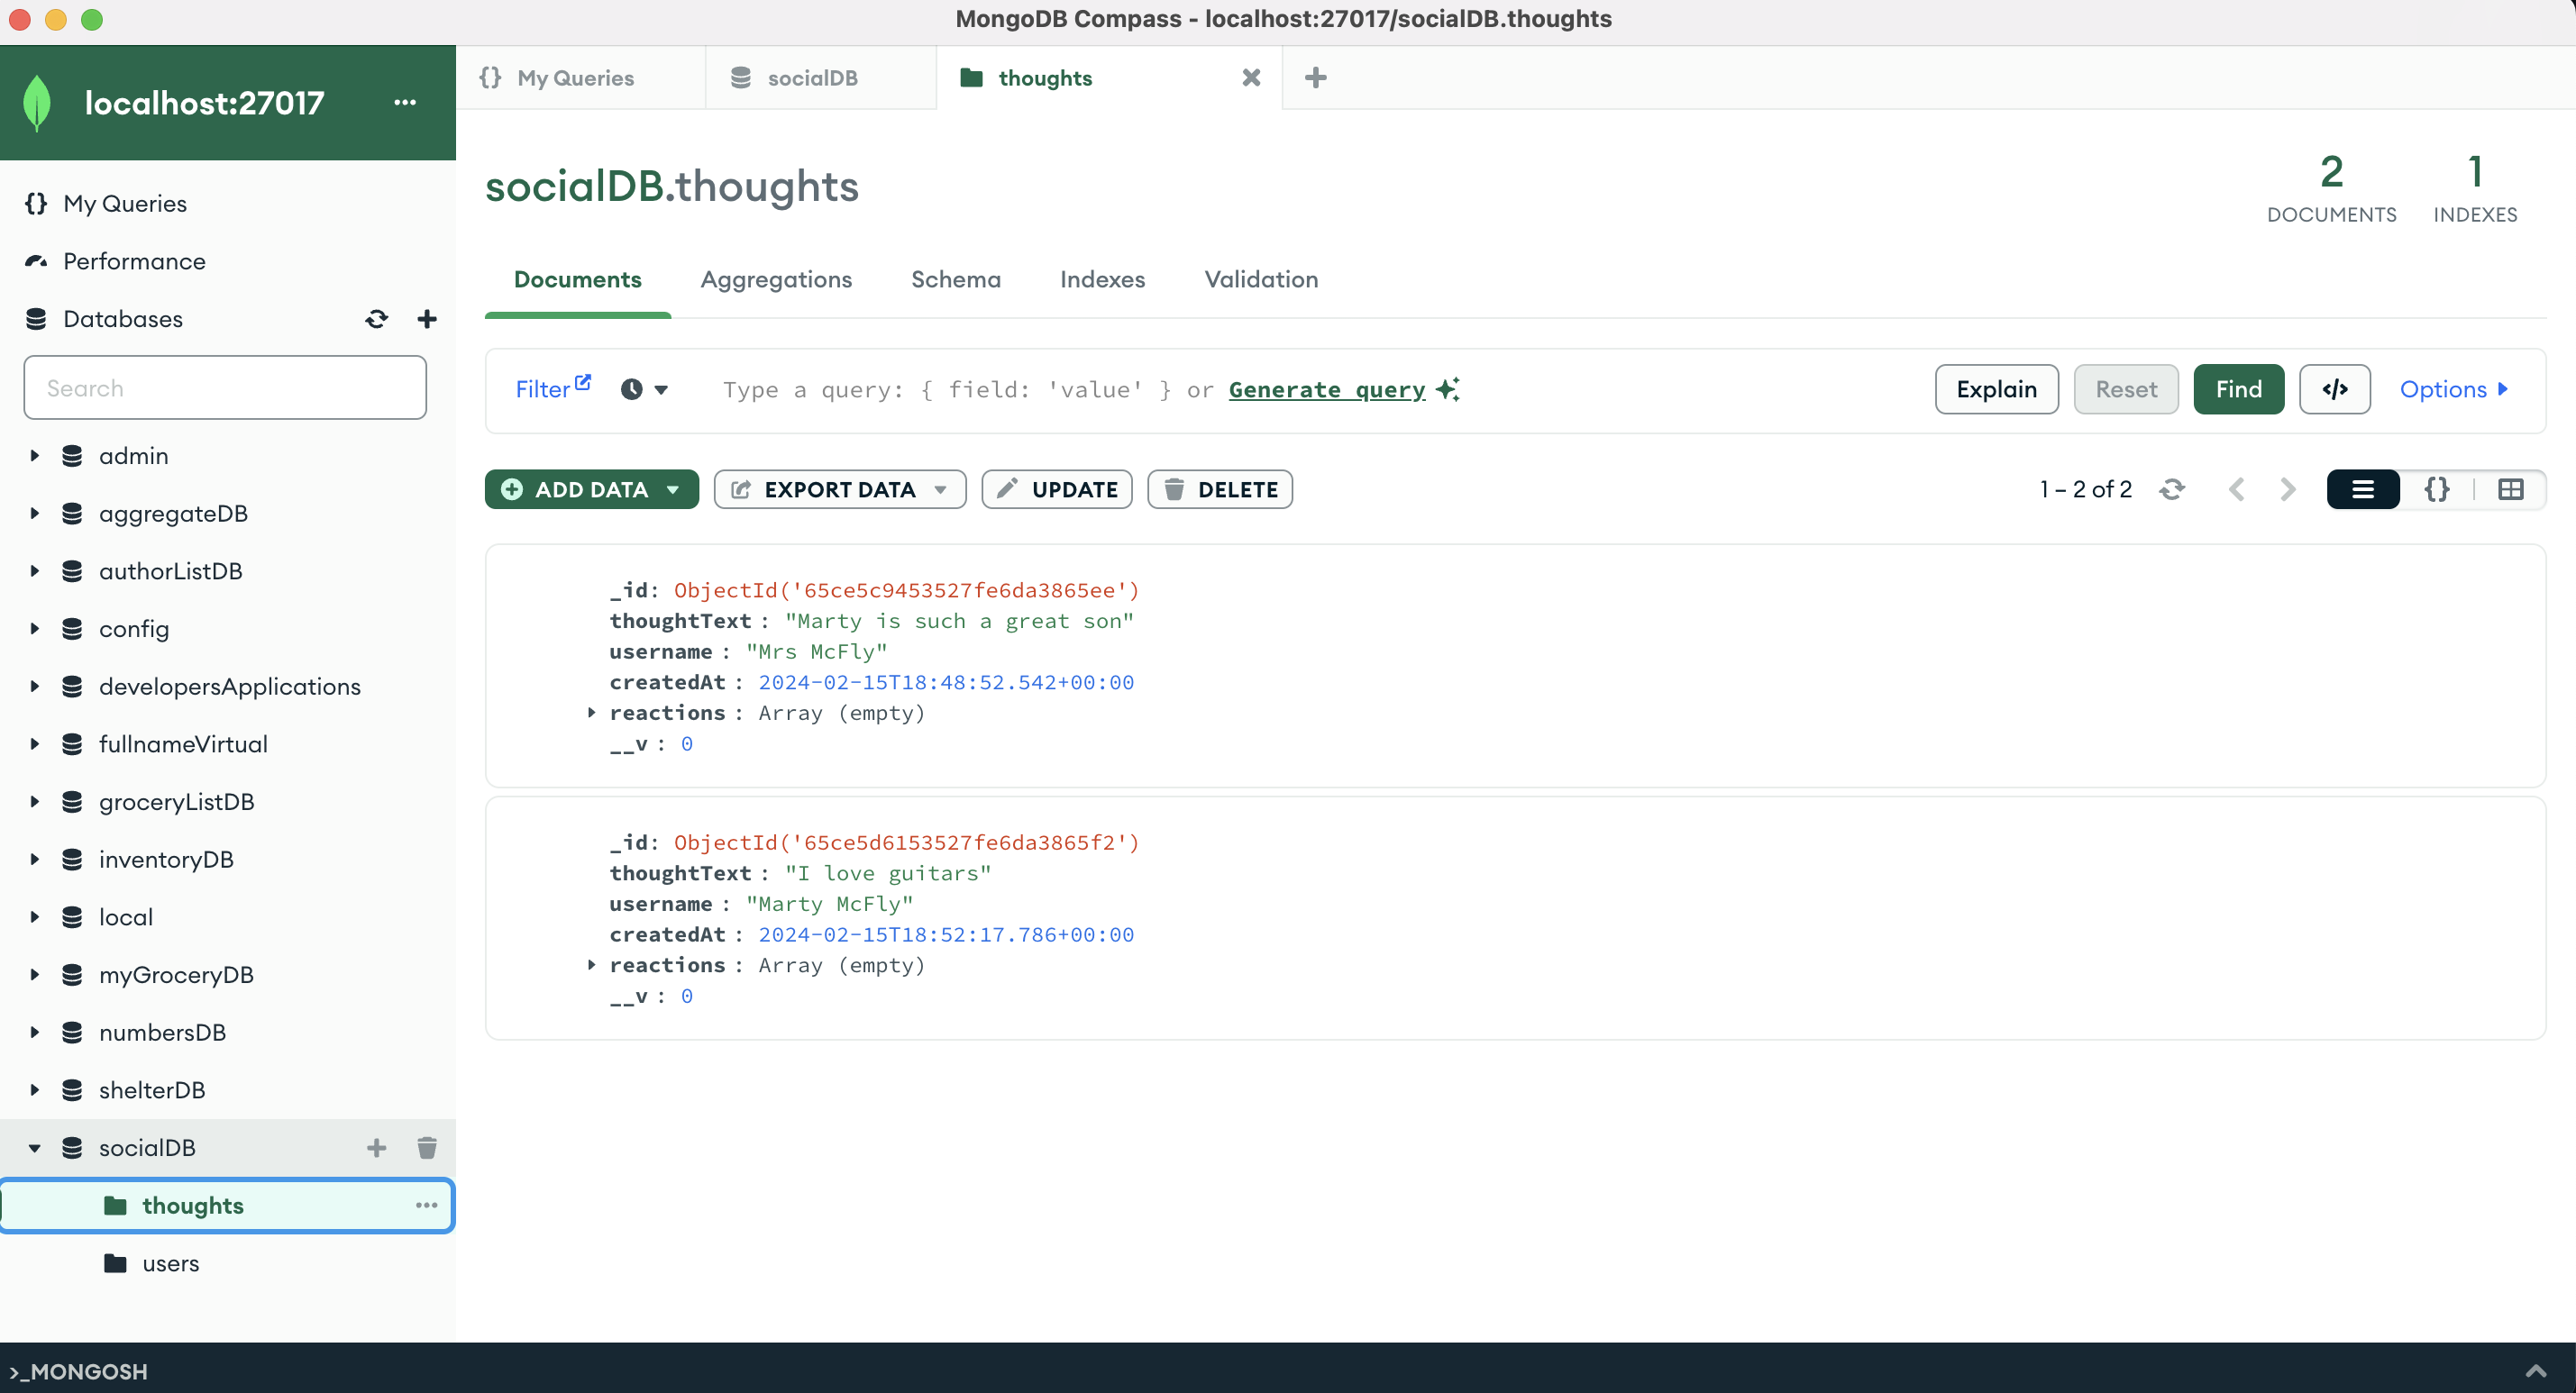 MongoDB Compass - localhost:27017/socialDB.thoughts
localhost:27017
My Queries
Performance
Databases
Search
admin
aggregateDB
authorListDB
config
developersApplications
fullnameVirtual
groceryListDB
inventoryDB
local
myGroceryDB
numbersDB
shelterDB
socialDB
thoughts
users
My Queries
socialDB
thoughts
socialDB.thoughts
2
DOCUMENTS
1
INDEXES
Documents
Aggregations
Schema
Indexes
Validation
Filter
Type a query: { field: 'value' } or Generate query
Explain
Reset
Find
</>
Options
ADD DATA
EXPORT DATA
UPDATE
DELETE
1 – 2 of 2
{}
_id: ObjectId('65ce5c9453527fe6da3865ee')
thoughtText : "Marty is such a great son"
username : "Mrs McFly"
createdAt : 2024-02-15T18:48:52.542+00:00
reactions : Array (empty)
__v : 0
_id: ObjectId('65ce5d6153527fe6da3865f2')
thoughtText : "I love guitars"
username : "Marty McFly"
createdAt : 2024-02-15T18:52:17.786+00:00
reactions : Array (empty)
__v : 0
>_MONGOSH